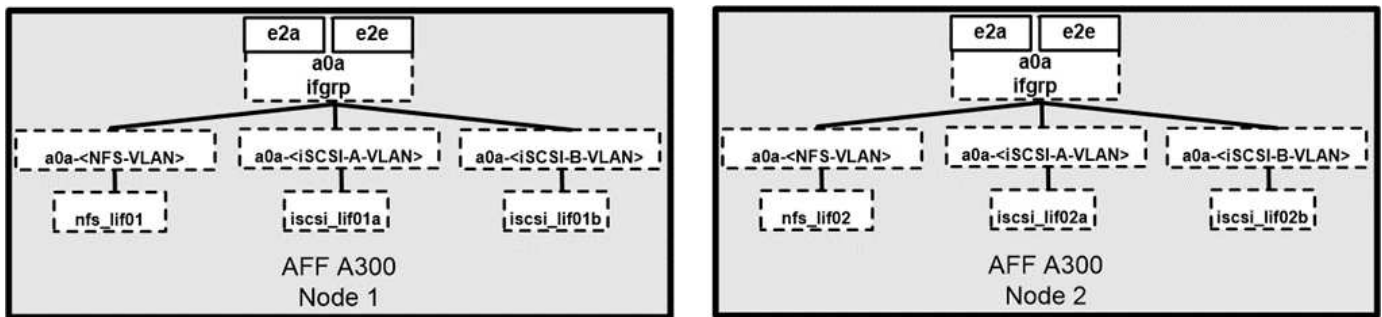 e2a
e2e
a0a
ifgrp
a0a-<NFS-VLAN>
a0a-<iSCSI-A-VLAN>
a0a-<iSCSI-B-VLAN>
nfs_lif01
iscsi_lif01a
iscsi_lif01b
AFF A300
Node 1
e2a
e2e
a0a
ifgrp
a0a-<NFS-VLAN>
a0a-<iSCSI-A-VLAN>
a0a-<iSCSI-B-VLAN>
nfs_lif02
iscsi_lif02a
iscsi_lif02b
AFF A300
Node 2